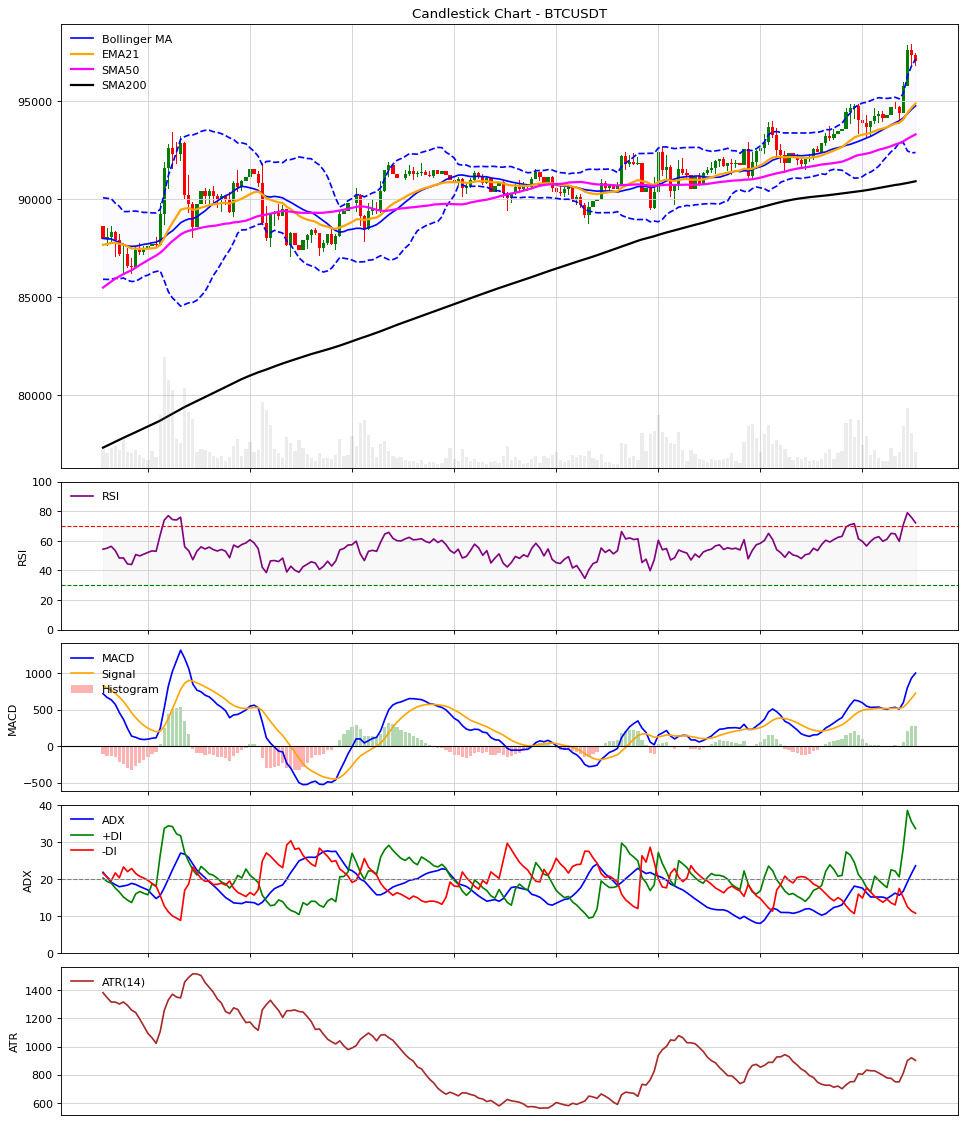 Candlestick Chart - BTCUSDT
Bollinger MA
EMA21
SMA50
SMA200
95000
90000
85000
80000
100
RSI
80
60
40
20
0
RSI
MACD
Signal
Histogram
1000
500
0
−500
MACD
40
ADX
+DI
-DI
30
20
10
0
ADX
ATR(14)
1400
1200
1000
800
600
ATR